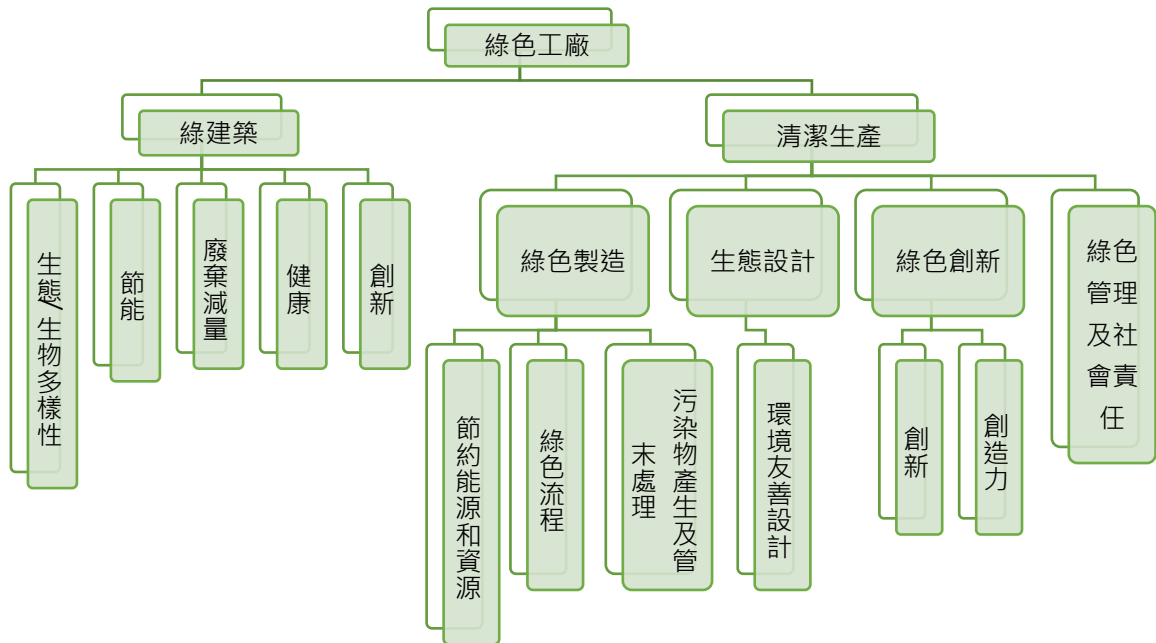 綠色工廠
綠建築
清潔生產
生態/生物多樣性
節能
廢棄減量
健康
創新
綠色製造
生態設計
綠色創新
綠色
管理
及社
會責
任
節約能源和資源
綠色流程
污染物產生及管
末處理
環境友善設計
創新
創造力